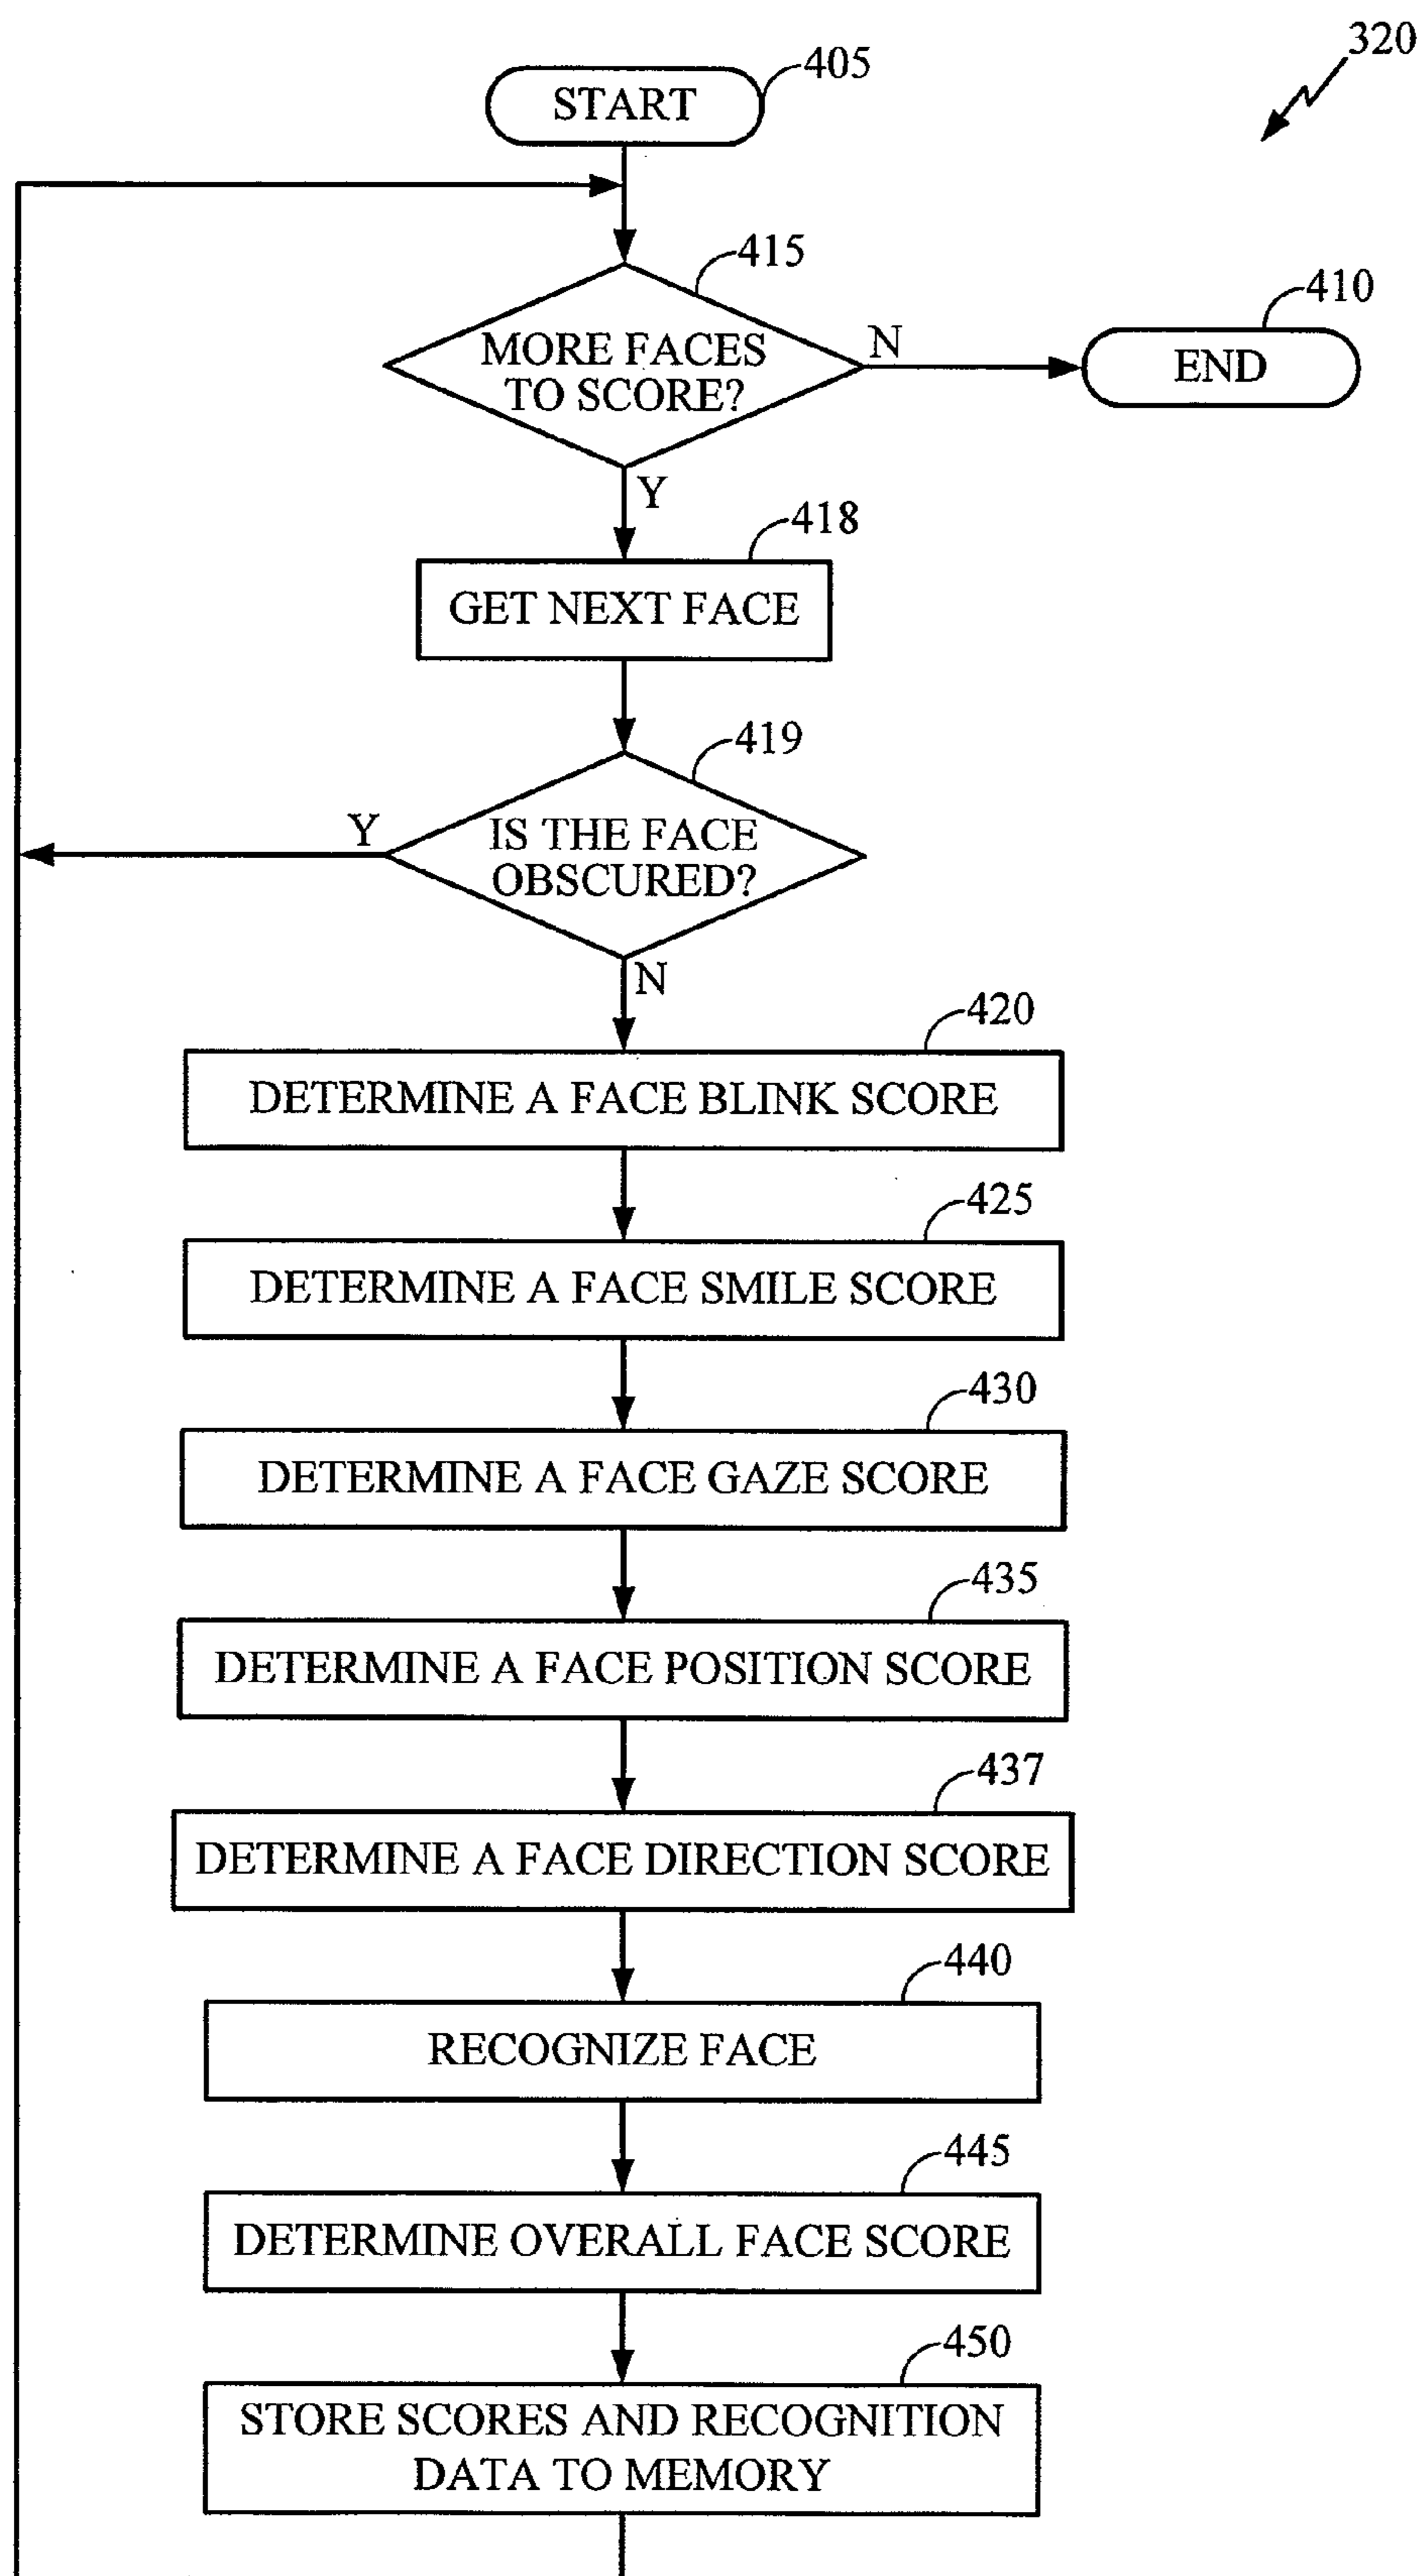 320
405
START
415
MORE FACES
TO SCORE?
N
410
END
Y
418
GET NEXT FACE
419
Y
IS THE FACE
OBSCURED?
N
420
DETERMINE A FACE BLINK SCORE
425
DETERMINE A FACE SMILE SCORE
430
DETERMINE A FACE GAZE SCORE
435
DETERMINE A FACE POSITION SCORE
437
DETERMINE A FACE DIRECTION SCORE
440
RECOGNIZE FACE
445
DETERMINE OVERALL FACE SCORE
450
STORE SCORES AND RECOGNITION
DATA TO MEMORY